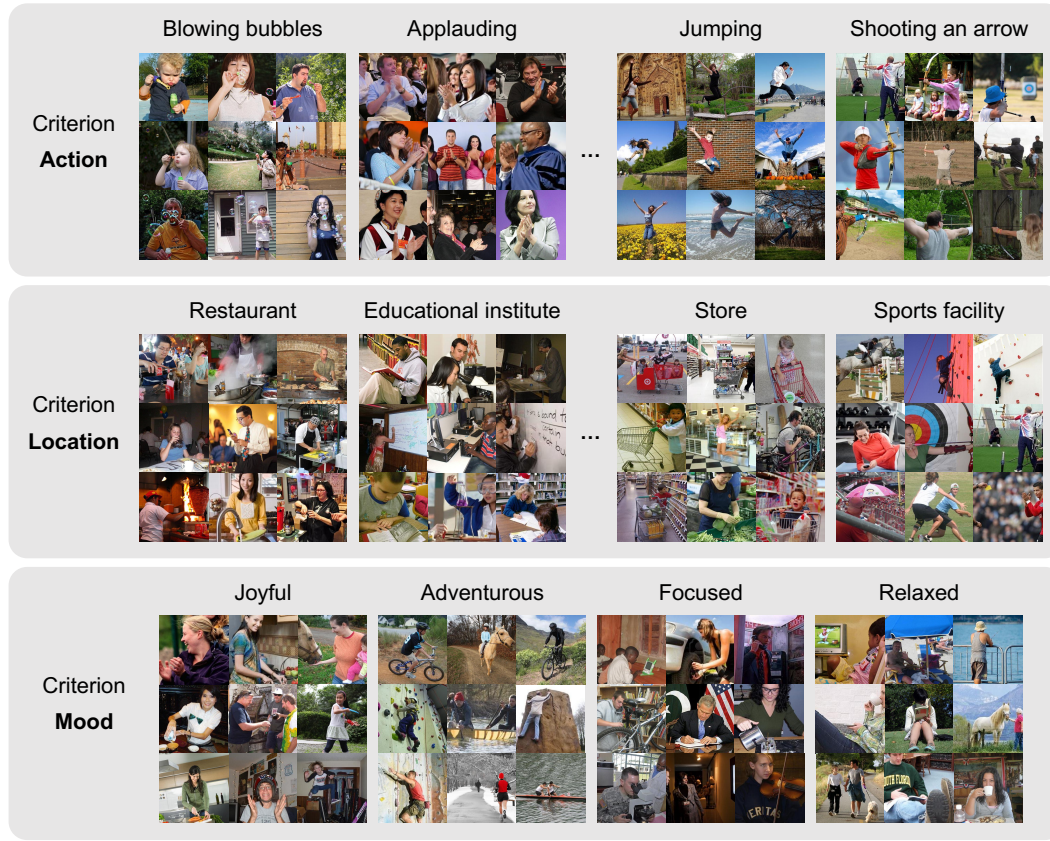 Blowing bubbles
Applauding
Jumping
Shooting an arrow
Criterion
Action
...
Restaurant
Educational institute
Store
Sports facility
Criterion
Location
...
Joyful
Adventurous
Focused
Relaxed
Criterion
Mood
VERITAS